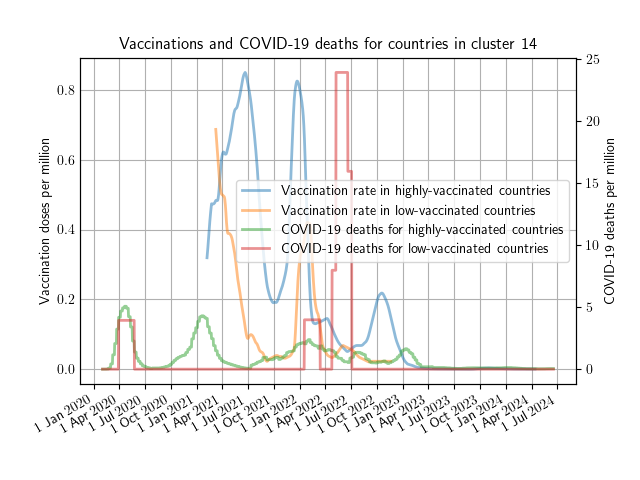 Vaccinations and COVID-19 deaths for countries in cluster 14
Vaccination doses per million
0.8
0.6
0.4
0.2
0.0
25
20
15
10
5
0
COVID-19 deaths per million
Vaccination rate in highly-vaccinated countries
Vaccination rate in low-vaccinated countries
COVID-19 deaths for highly-vaccinated countries
COVID-19 deaths for low-vaccinated countries
1 Jan 2020
1 Apr 2020
1 Jul 2020
1 Oct 2020
1 Jan 2021
1 Apr 2021
1 Jul 2021
1 Oct 2021
1 Jan 2022
1 Apr 2022
1 Jul 2022
1 Oct 2022
1 Jan 2023
1 Apr 2023
1 Jul 2023
1 Oct 2023
1 Jan 2024
1 Apr 2024
1 Jul 2024